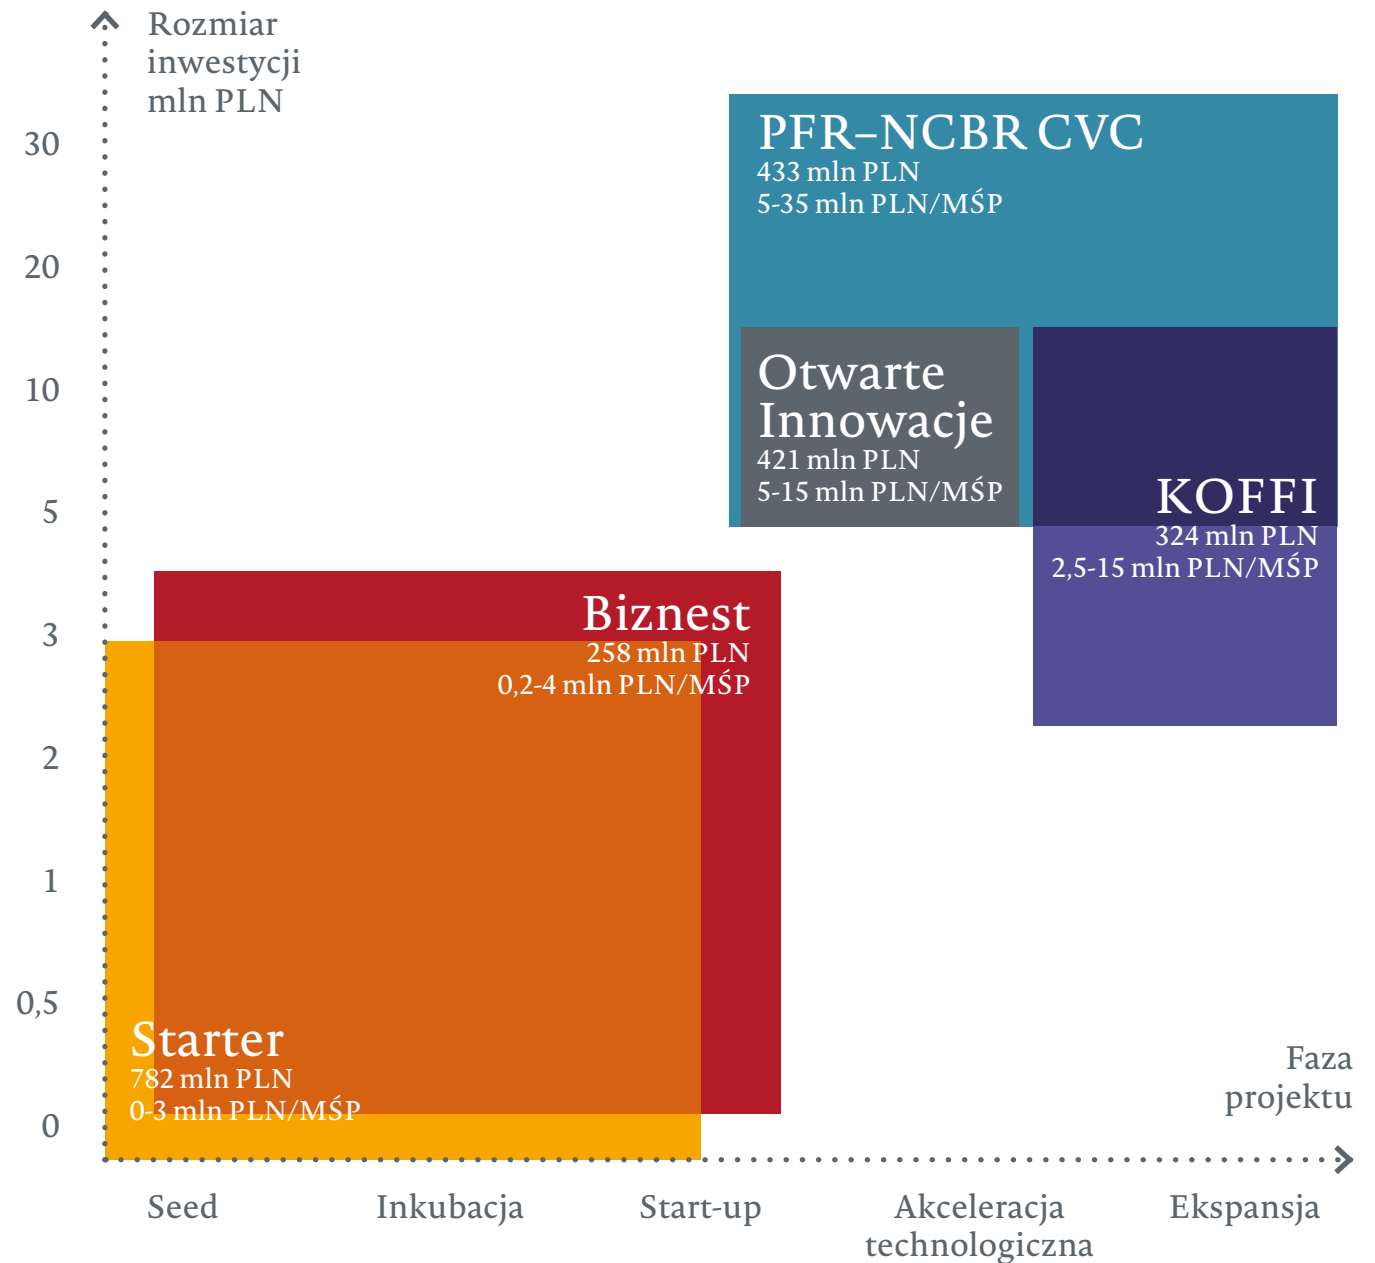 Rozmiar
inwestycji
mln PLN
30
20
10
5
3
2
1
0,5
0
PFR–NCBR CVC
433 mln PLN
5-35 mln PLN/MŚP
Otwarte
Innowacje
421 mln PLN
5-15 mln PLN/MŚP
KOFFI
324 mln PLN
2,5-15 mln PLN/MŚP
Biznest
258 mln PLN
0,2-4 mln PLN/MŚP
Starter
782 mln PLN
0-3 mln PLN/MŚP
Faza
projektu
Seed
Inkubacja
Start-up
Akceleracja
technologiczna
Ekspansja